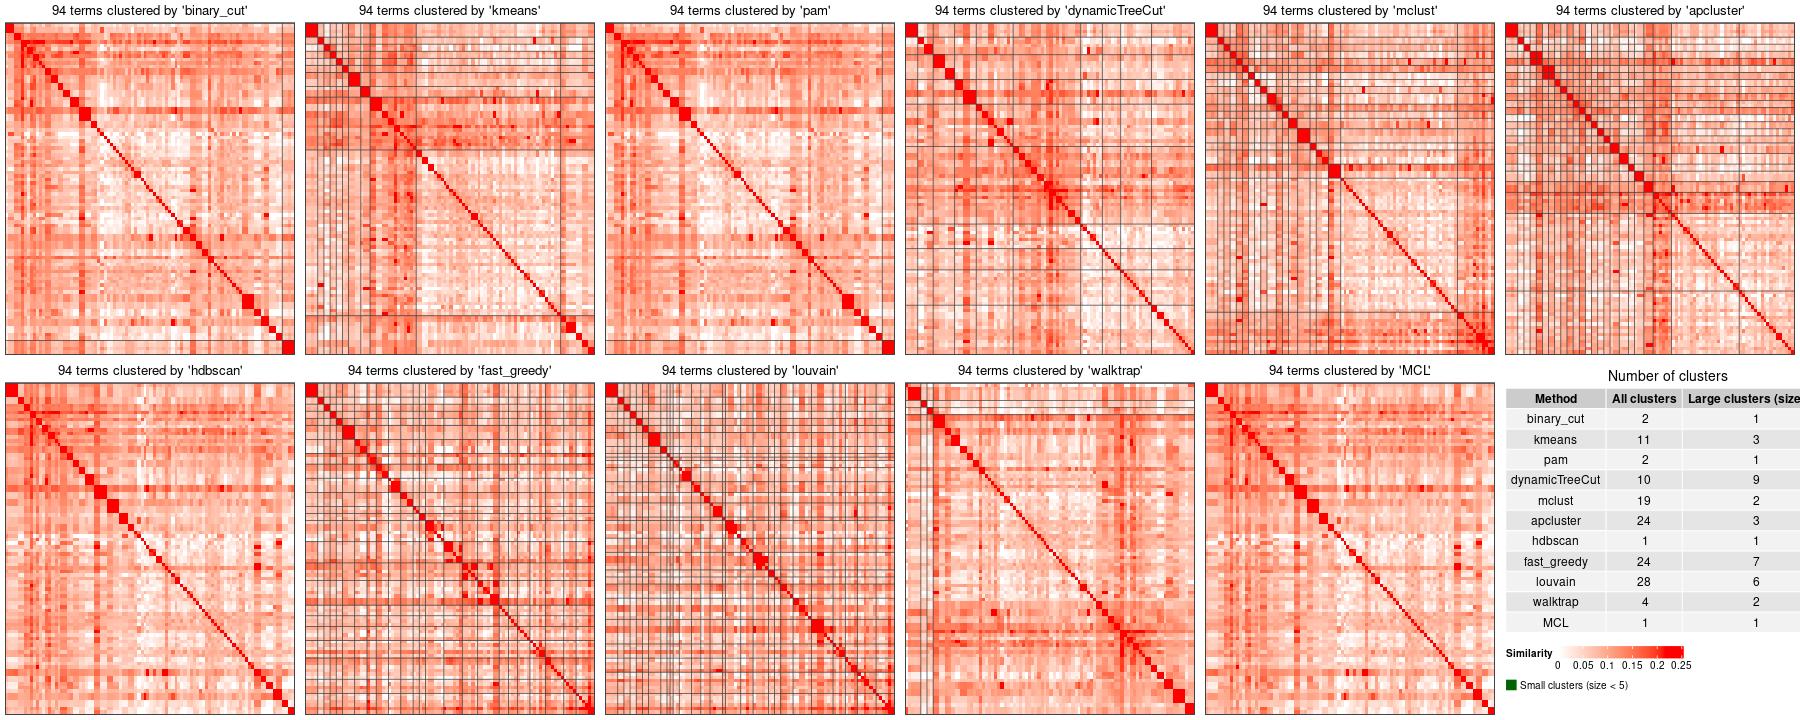 94 terms clustered by 'binary_cut'
94 terms clustered by 'kmeans'
94 terms clustered by 'pam'
94 terms clustered by 'dynamicTreeCut'
94 terms clustered by 'mclust'
94 terms clustered by 'apcluster'
94 terms clustered by 'hdbscan'
94 terms clustered by 'fast_greedy'
94 terms clustered by 'louvain'
94 terms clustered by 'walktrap'
94 terms clustered by 'MCL'
Number of clusters
Method All clusters Large clusters (size
binary_cut 2 1
kmeans 11 3
pam 2 1
dynamicTreeCut 10 9
mclust 19 2
apcluster 24 3
hdbscan 1 1
fast_greedy 24 7
louvain 28 6
walktrap 4 2
MCL 1 1
Similarity
0 0.05 0.1 0.15 0.2 0.25
Small clusters (size < 5)